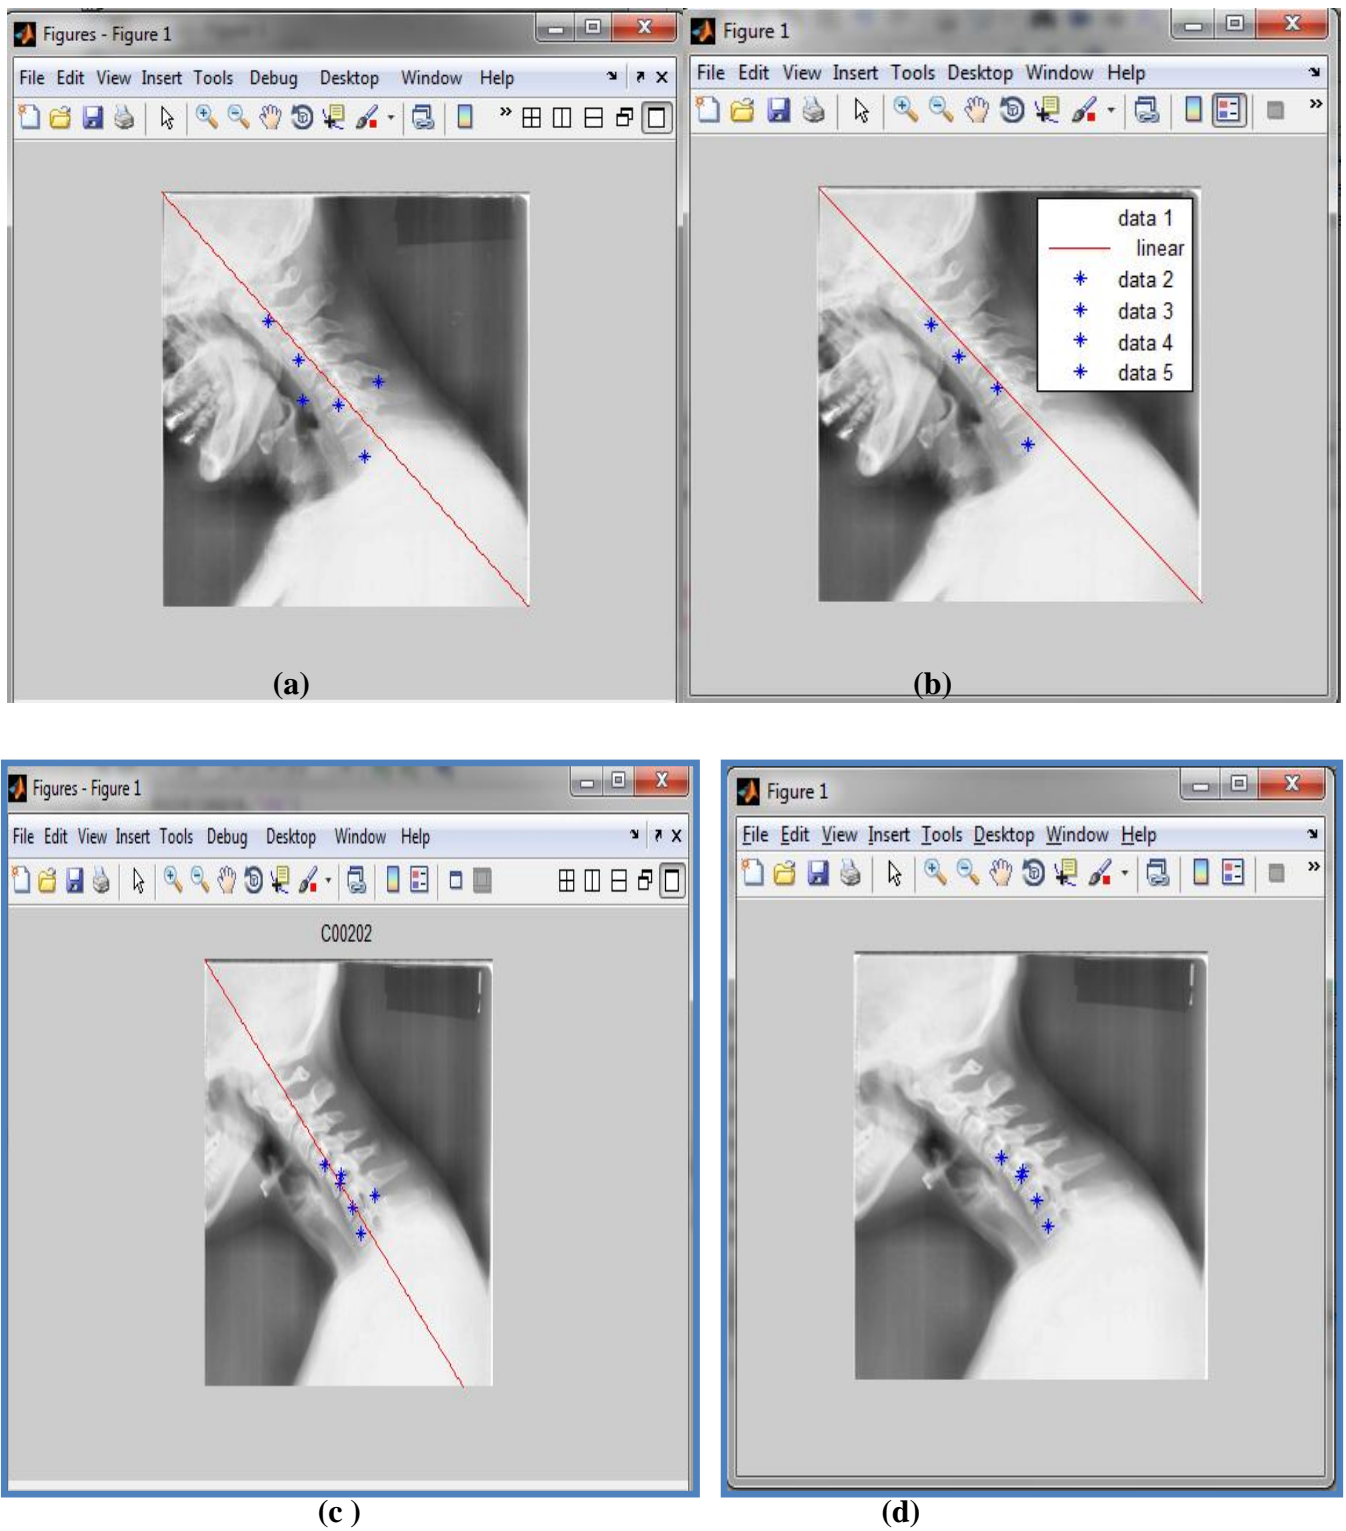 Figures - Figure 1
File Edit View Insert Tools Debug Desktop Window Help
(a)
Figure 1
File Edit View Insert Tools Desktop Window Help
data 1
linear
data 2
data 3
data 4
data 5
(b)
Figures - Figure 1
File Edit View Insert Tools Debug Desktop Window Help
C00202
(c )
Figure 1
File Edit View Insert Tools Desktop Window Help
(d)